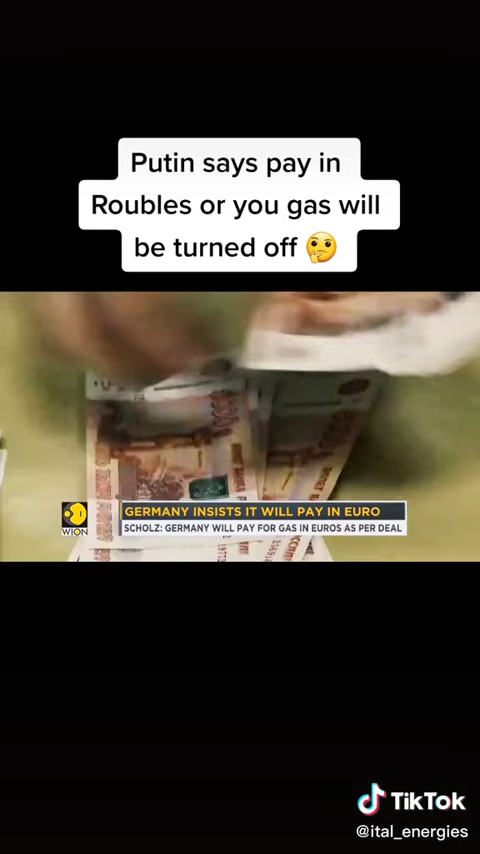 Putin says pay in
Roubles or you gas will
be turned off 🤔
GERMANY INSISTS IT WILL PAY IN EURO
SCHOLZ: GERMANY WILL PAY FOR GAS IN EUROS AS PER DEAL
WION
TikTok
@ital_energies